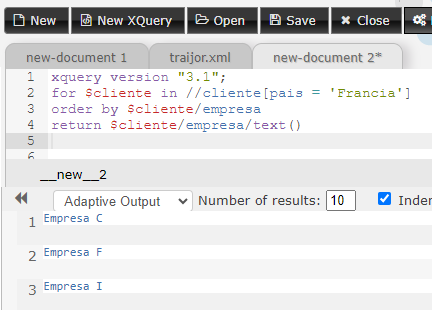 New New XQuery Open Save Close
new-document 1 traijor.xml new-document 2*
1 xquery version "3.1";
2 for $cliente in //cliente[pais = 'Francia']
3 order by $cliente/empresa
4 return $cliente/empresa/text()
5
6
__new__2
Adaptive Output Number of results: 10 Inden
1 Empresa C
2 Empresa F
3 Empresa I